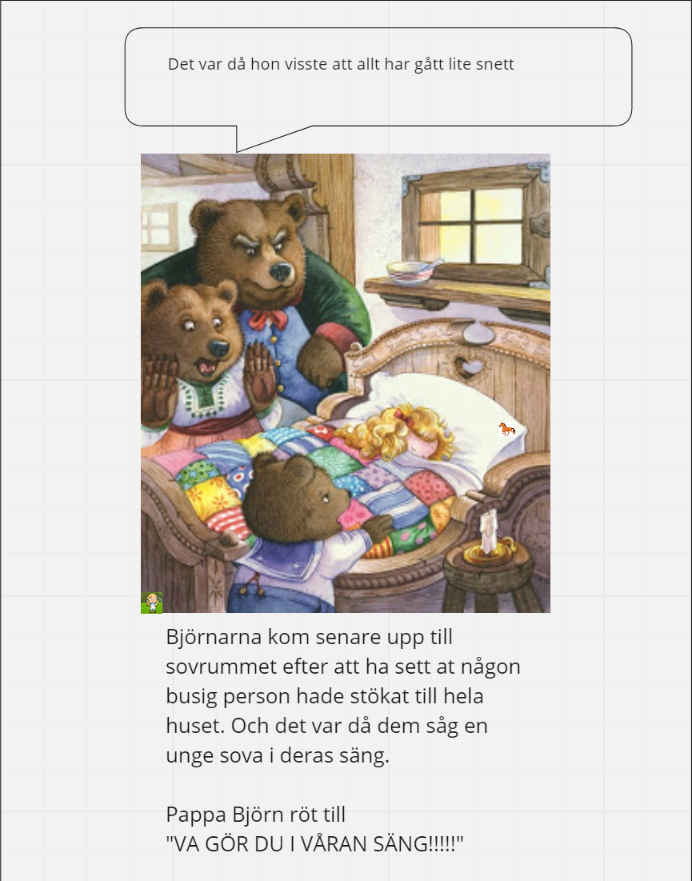 Det var då hon visste att allt har gått lite snett
Björnarna kom senare upp till
sovrummet efter att ha sett at någon
busig person hade stökat till hela
huset. Och det var då dem såg en
unge sova i deras säng.
Pappa Björn röt till
"VA GÖR DU I VÅRAN SÄNG!!!!!"